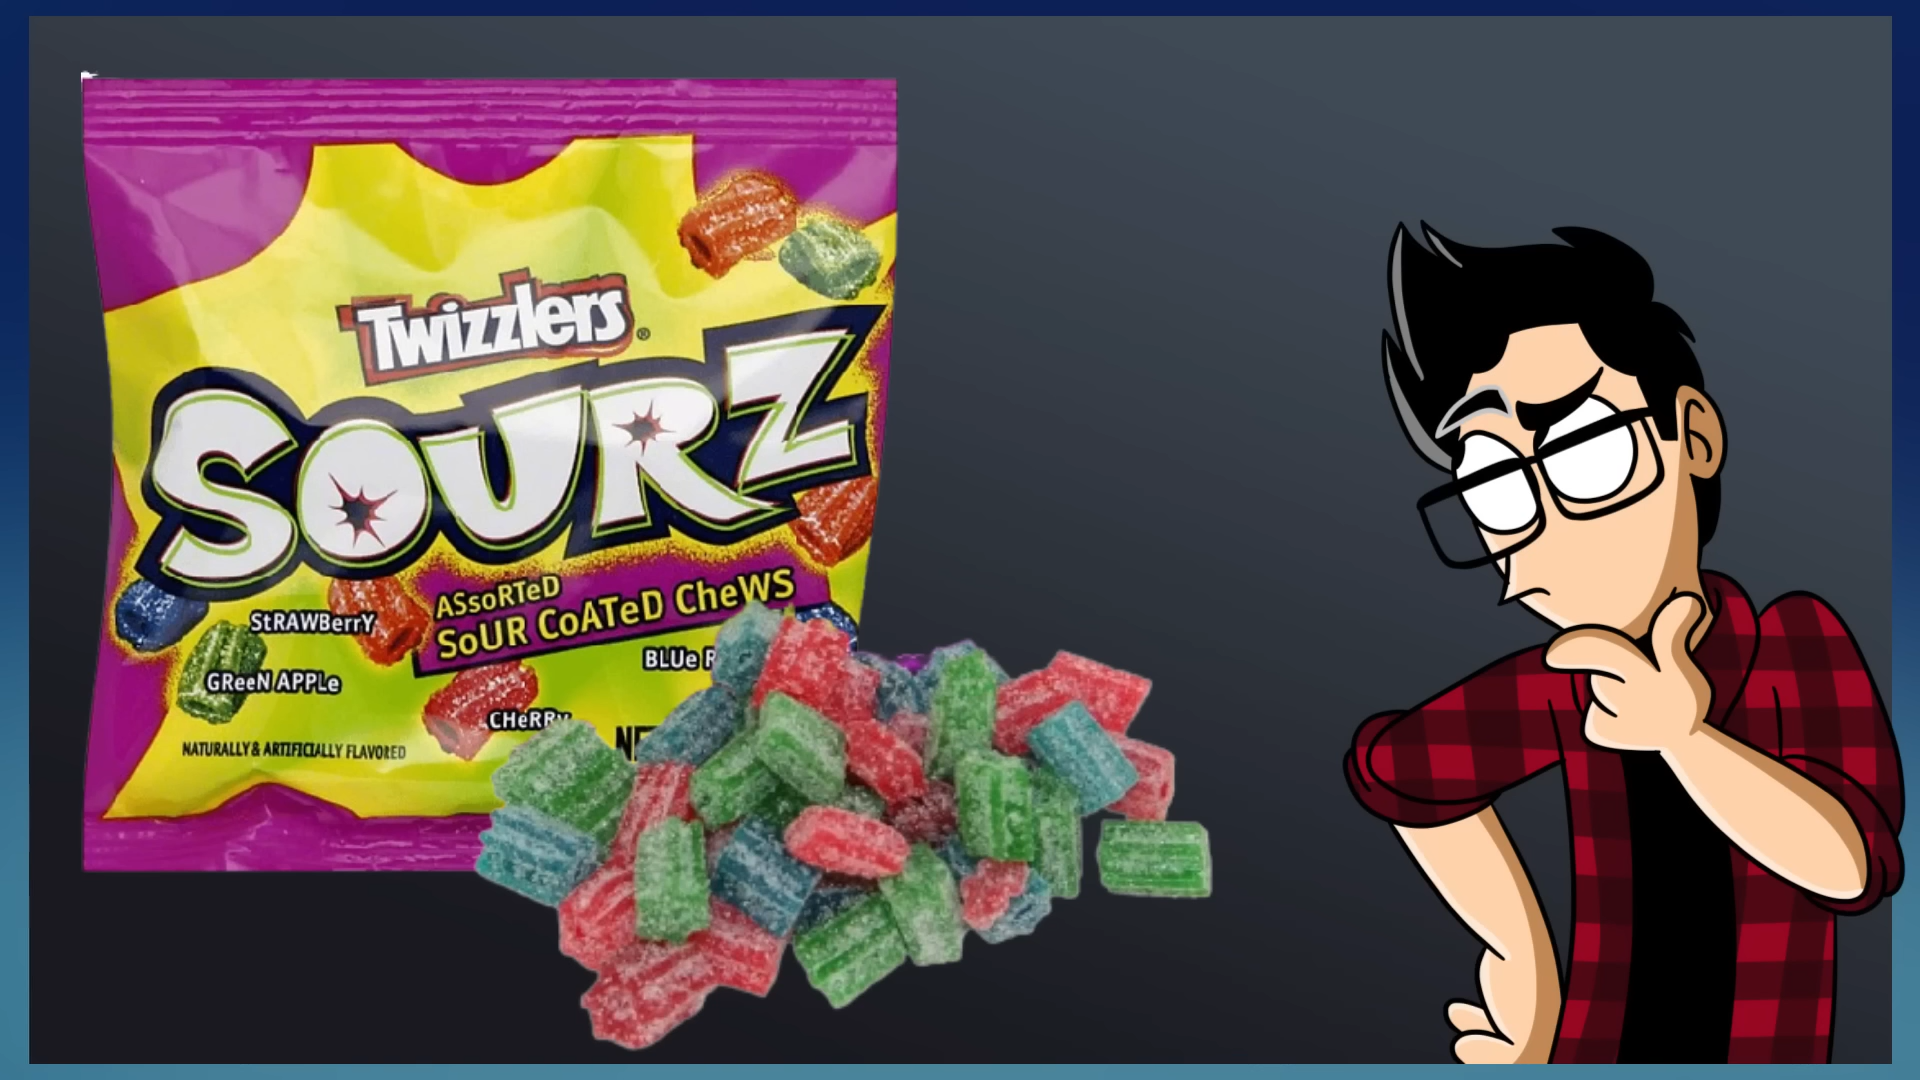 Twizzlers®
SOURZ
ASsoRTeD
SoUR CoATeD CheWS
StRAWBerrY
BLUe
GReeN APPLe
CHeRRy
NATURALLY & ARTIFICIALLY FLAVORED